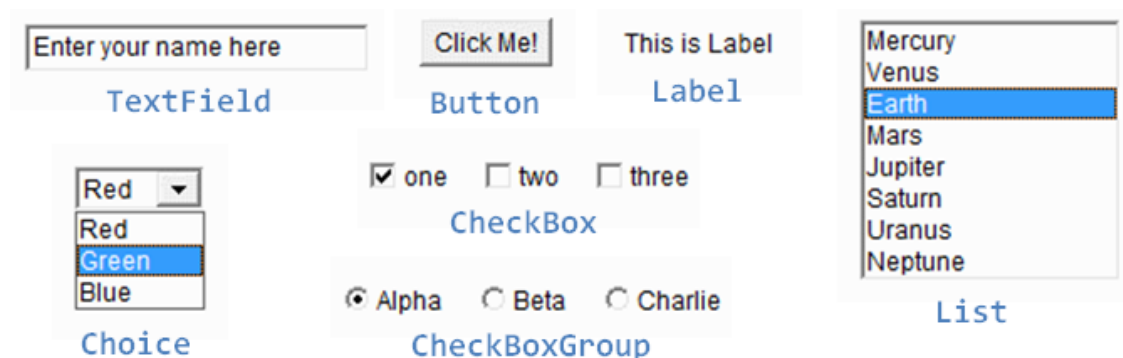 Enter your name here
TextField
Click Me!
Button
This is Label
Label
Mercury
Venus
Earth
Mars
Jupiter
Saturn
Uranus
Neptune
List
Red
Red
Green
Blue
Choice
one two three
CheckBox
Alpha Beta Charlie
CheckBoxGroup